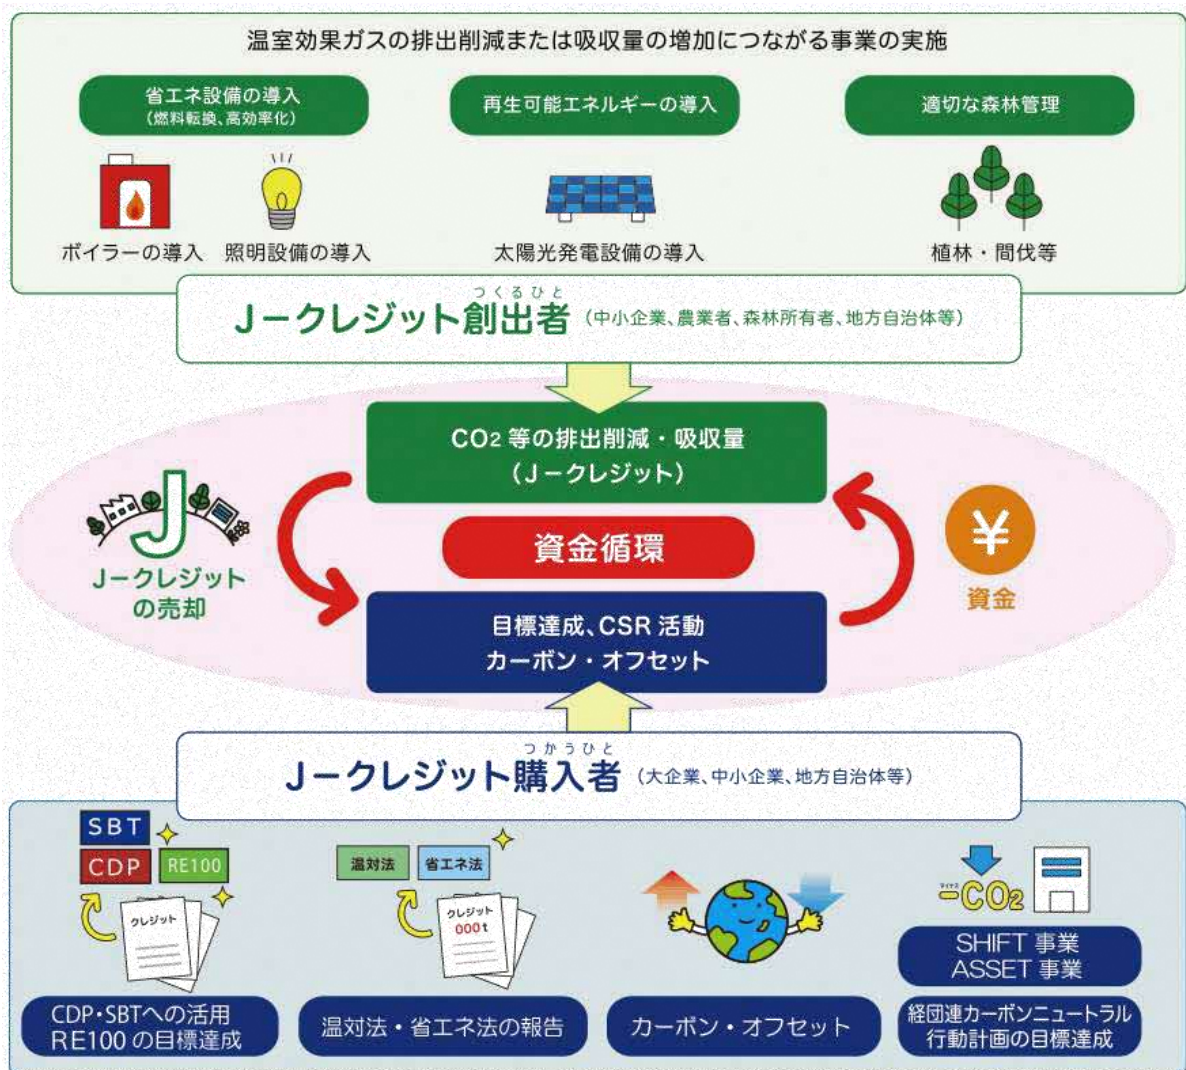 温室効果ガスの排出削減または吸収量の増加につながる事業の実施
省エネ設備の導入
(燃料転換、高効率化)
再生可能エネルギーの導入
適切な森林管理
ボイラーの導入
照明設備の導入
太陽光発電設備の導入
植林・間伐等
つくるひと
Jークレジット創出者(中小企業、農業者、森林所有者、地方自治体等)
CO2 等の排出削減・吸収量
(Jークレジット)
資金循環
J
Jークレジット
の売却
¥
資金
目標達成、CSR 活動
カーボン・オフセット
つかうひと
Jークレジット購入者(大企業、中小企業、地方自治体等)
SBT
CDP
RE100
クレジット
CDP・SBTへの活用
RE100 の目標達成
温対法
省エネ法
クレジット
000t
温対法・省エネ法の報告
カーボン・オフセット
マイナス
-CO2
SHIFT 事業
ASSET 事業
経団連カーボンニュートラル
行動計画の目標達成